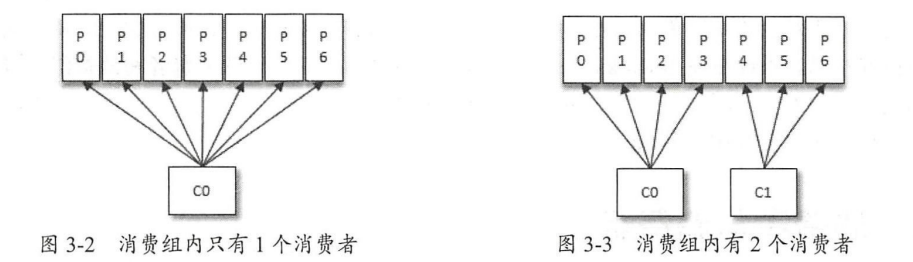 P 0 P 1 P 2 P 3 P 4 P 5 P 6
C0
图 3-2 消费组内只有 1 个消费者
P 0 P 1 P 2 P 3 P 4 P 5 P 6
C0 C1
图 3-3 消费组内有 2 个消费者